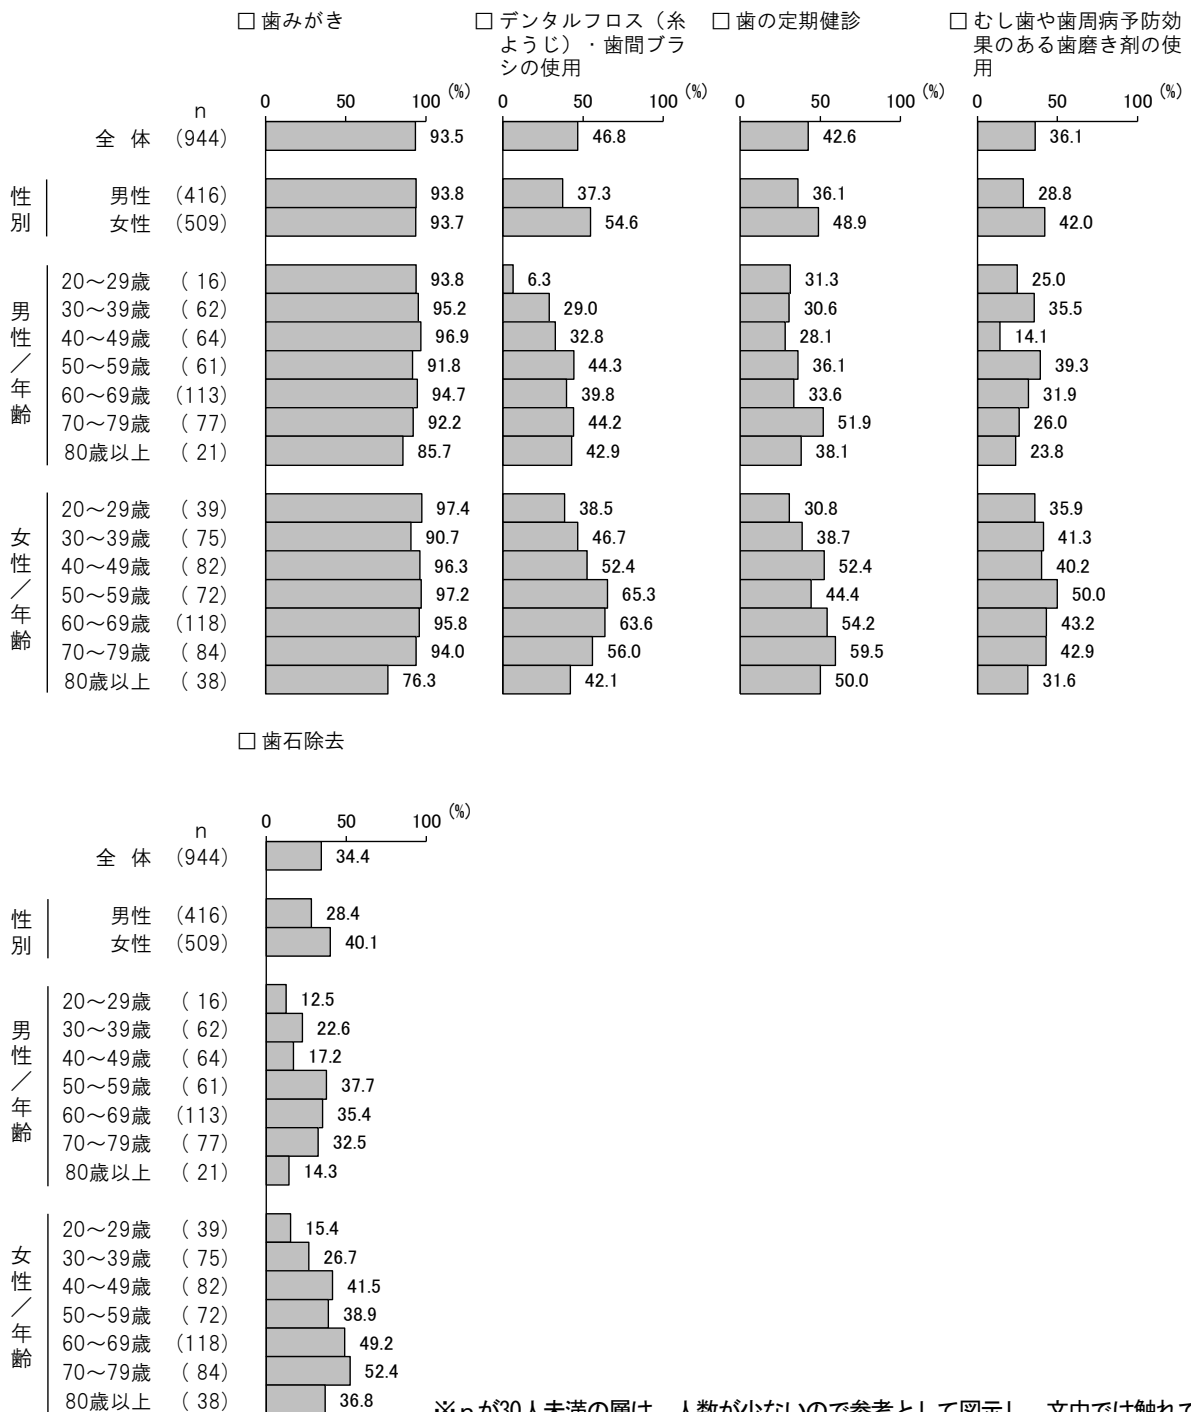 □ 歯みがき
□ デンタルフロス（糸
ようじ）・歯間ブラ
シの使用
□ 歯の定期健診
□ むし歯や歯周病予防効
果のある歯磨き剤の使
用
n 0 50 100 (%) 0 50 100 (%) 0 50 100 (%) 0 50 100 (%)
全 体 (944) 93.5 46.8 42.6 36.1
性別
男性 (416) 93.8 37.3 36.1 28.8
女性 (509) 93.7 54.6 48.9 42.0
男性／年齢
20～29歳 ( 16) 93.8 6.3 31.3 25.0
30～39歳 ( 62) 95.2 29.0 30.6 35.5
40～49歳 ( 64) 96.9 32.8 28.1 14.1
50～59歳 ( 61) 91.8 44.3 36.1 39.3
60～69歳 (113) 94.7 39.8 33.6 31.9
70～79歳 ( 77) 92.2 44.2 51.9 26.0
80歳以上 ( 21) 85.7 42.9 38.1 23.8
女性／年齢
20～29歳 ( 39) 97.4 38.5 30.8 35.9
30～39歳 ( 75) 90.7 46.7 38.7 41.3
40～49歳 ( 82) 96.3 52.4 52.4 40.2
50～59歳 ( 72) 97.2 65.3 44.4 50.0
60～69歳 (118) 95.8 63.6 54.2 43.2
70～79歳 ( 84) 94.0 56.0 59.5 42.9
80歳以上 ( 38) 76.3 42.1 50.0 31.6
□ 歯石除去
n 0 50 100 (%)
全 体 (944) 34.4
性別
男性 (416) 28.4
女性 (509) 40.1
男性／年齢
20～29歳 ( 16) 12.5
30～39歳 ( 62) 22.6
40～49歳 ( 64) 17.2
50～59歳 ( 61) 37.7
60～69歳 (113) 35.4
70～79歳 ( 77) 32.5
80歳以上 ( 21) 14.3
女性／年齢
20～29歳 ( 39) 15.4
30～39歳 ( 75) 26.7
40～49歳 ( 82) 41.5
50～59歳 ( 72) 38.9
60～69歳 (118) 49.2
70～79歳 ( 84) 52.4
80歳以上 ( 38) 36.8
※ｎが30人未満の層は、人数が少ないので参考として図示し、文中では触れて